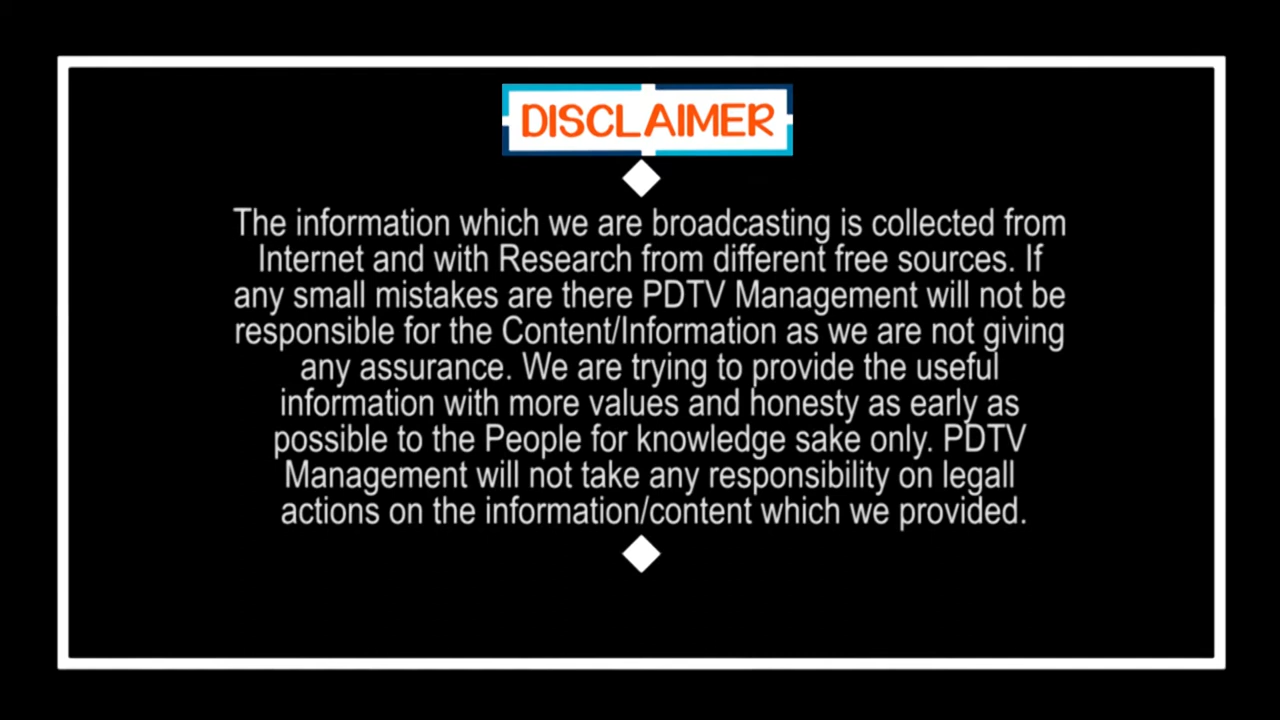 DISCLAIMER
The information which we are broadcasting is collected from
Internet and with Research from different free sources. If
any small mistakes are there PDTV Management will not be
responsible for the Content/Information as we are not giving
any assurance. We are trying to provide the useful
information with more values and honesty as early as
possible to the People for knowledge sake only. PDTV
Management will not take any responsibility on legall
actions on the information/content which we provided.